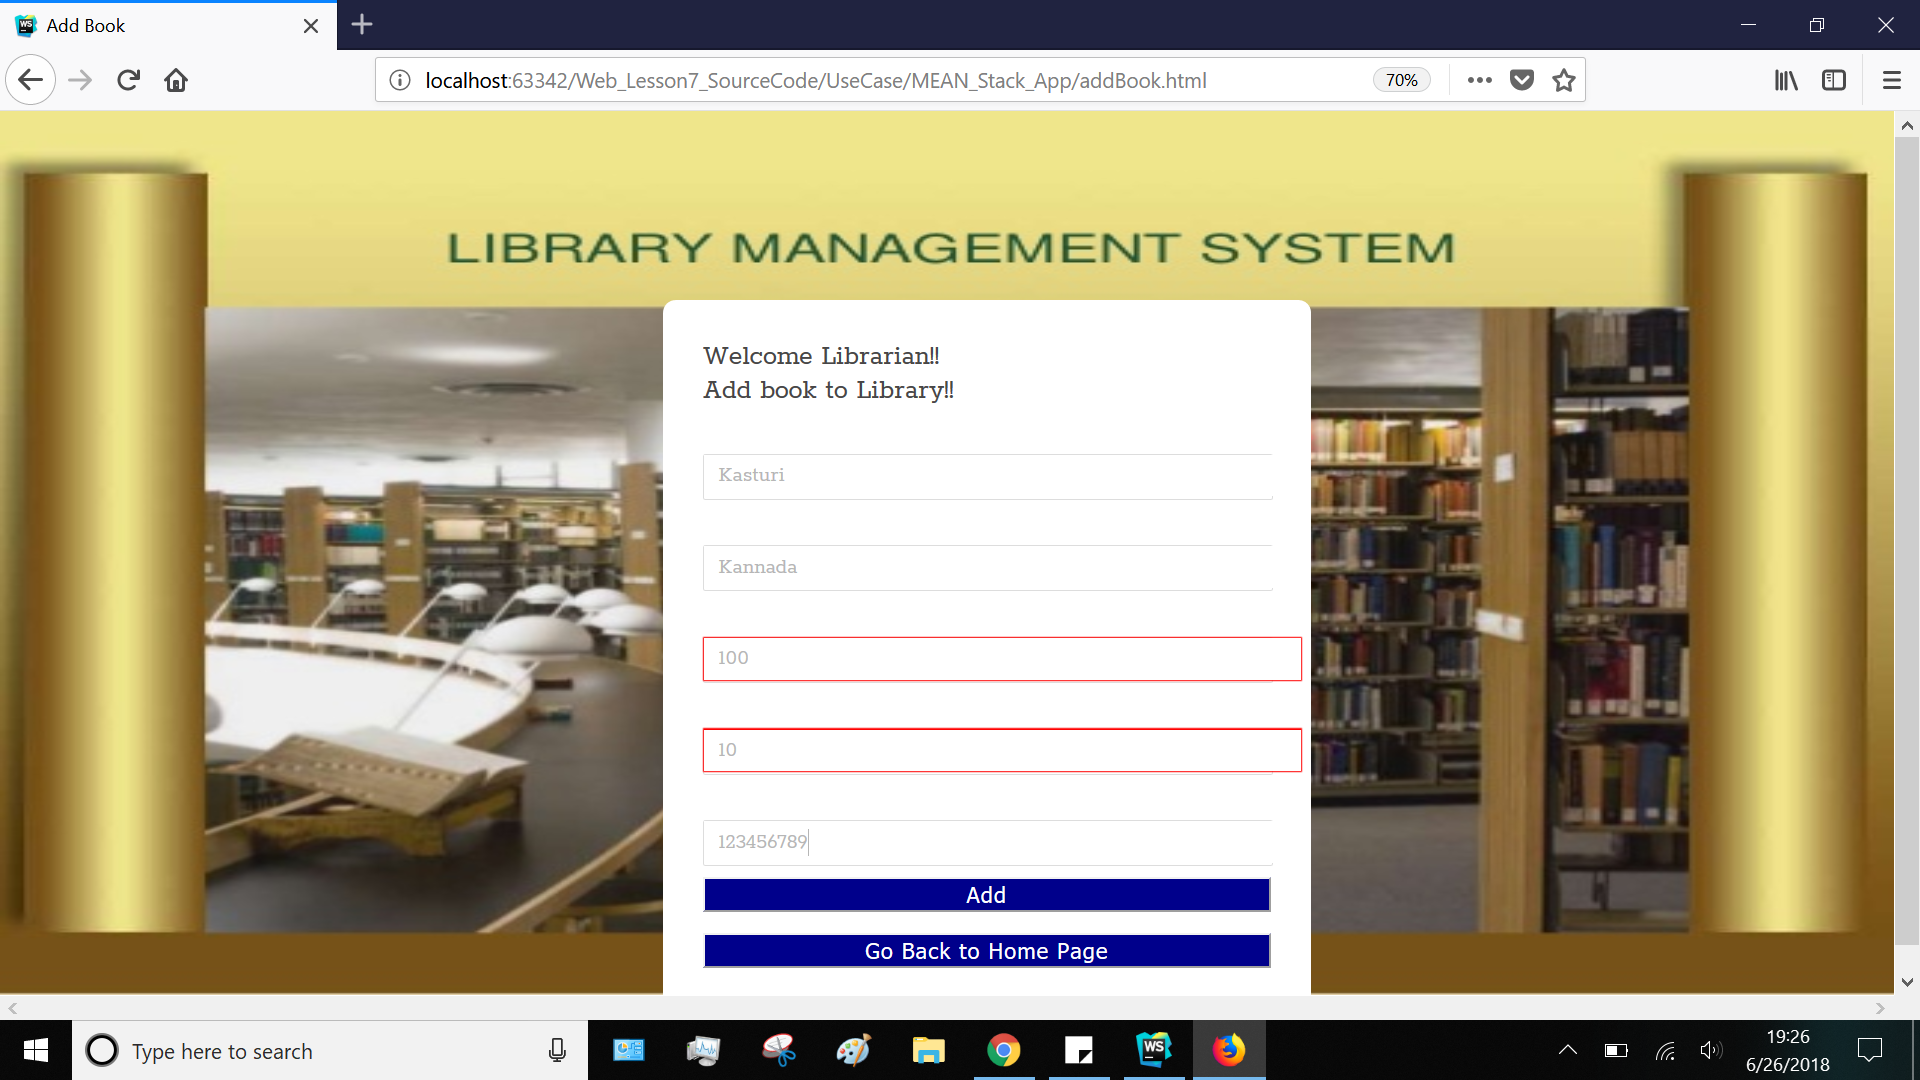 Add Book
localhost:63342/Web_Lesson7_SourceCode/UseCase/MEAN_Stack_App/addBook.html
70%
LIBRARY MANAGEMENT SYSTEM
Welcome Librarian!!
Add book to Library!!
Kasturi
Kannada
100
10
123456789
Add
Go Back to Home Page
Type here to search
WS
19:26
6/26/2018